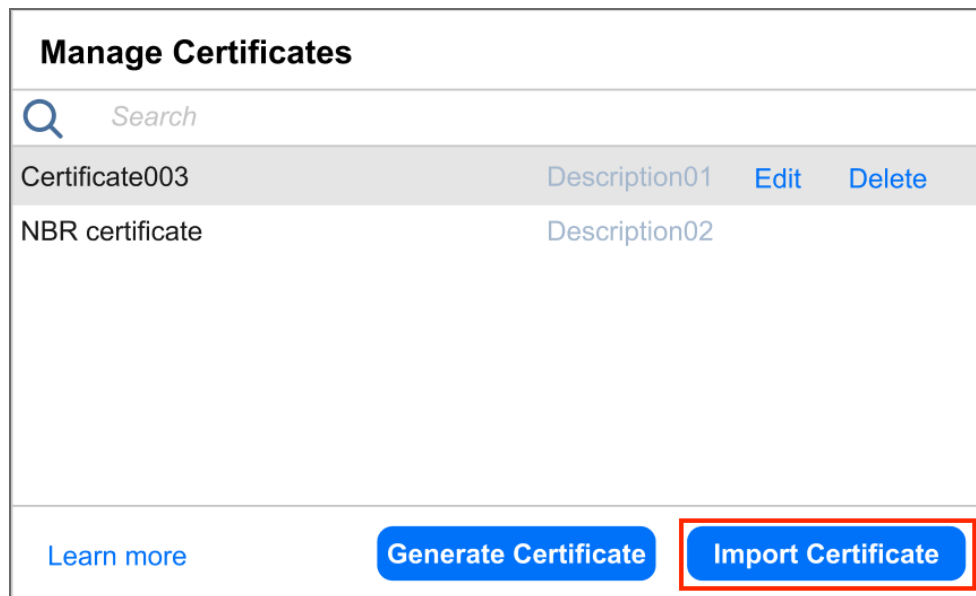 Manage Certificates
Search
Certificate003 Description01 Edit Delete
NBR certificate Description02
Learn more Generate Certificate Import Certificate